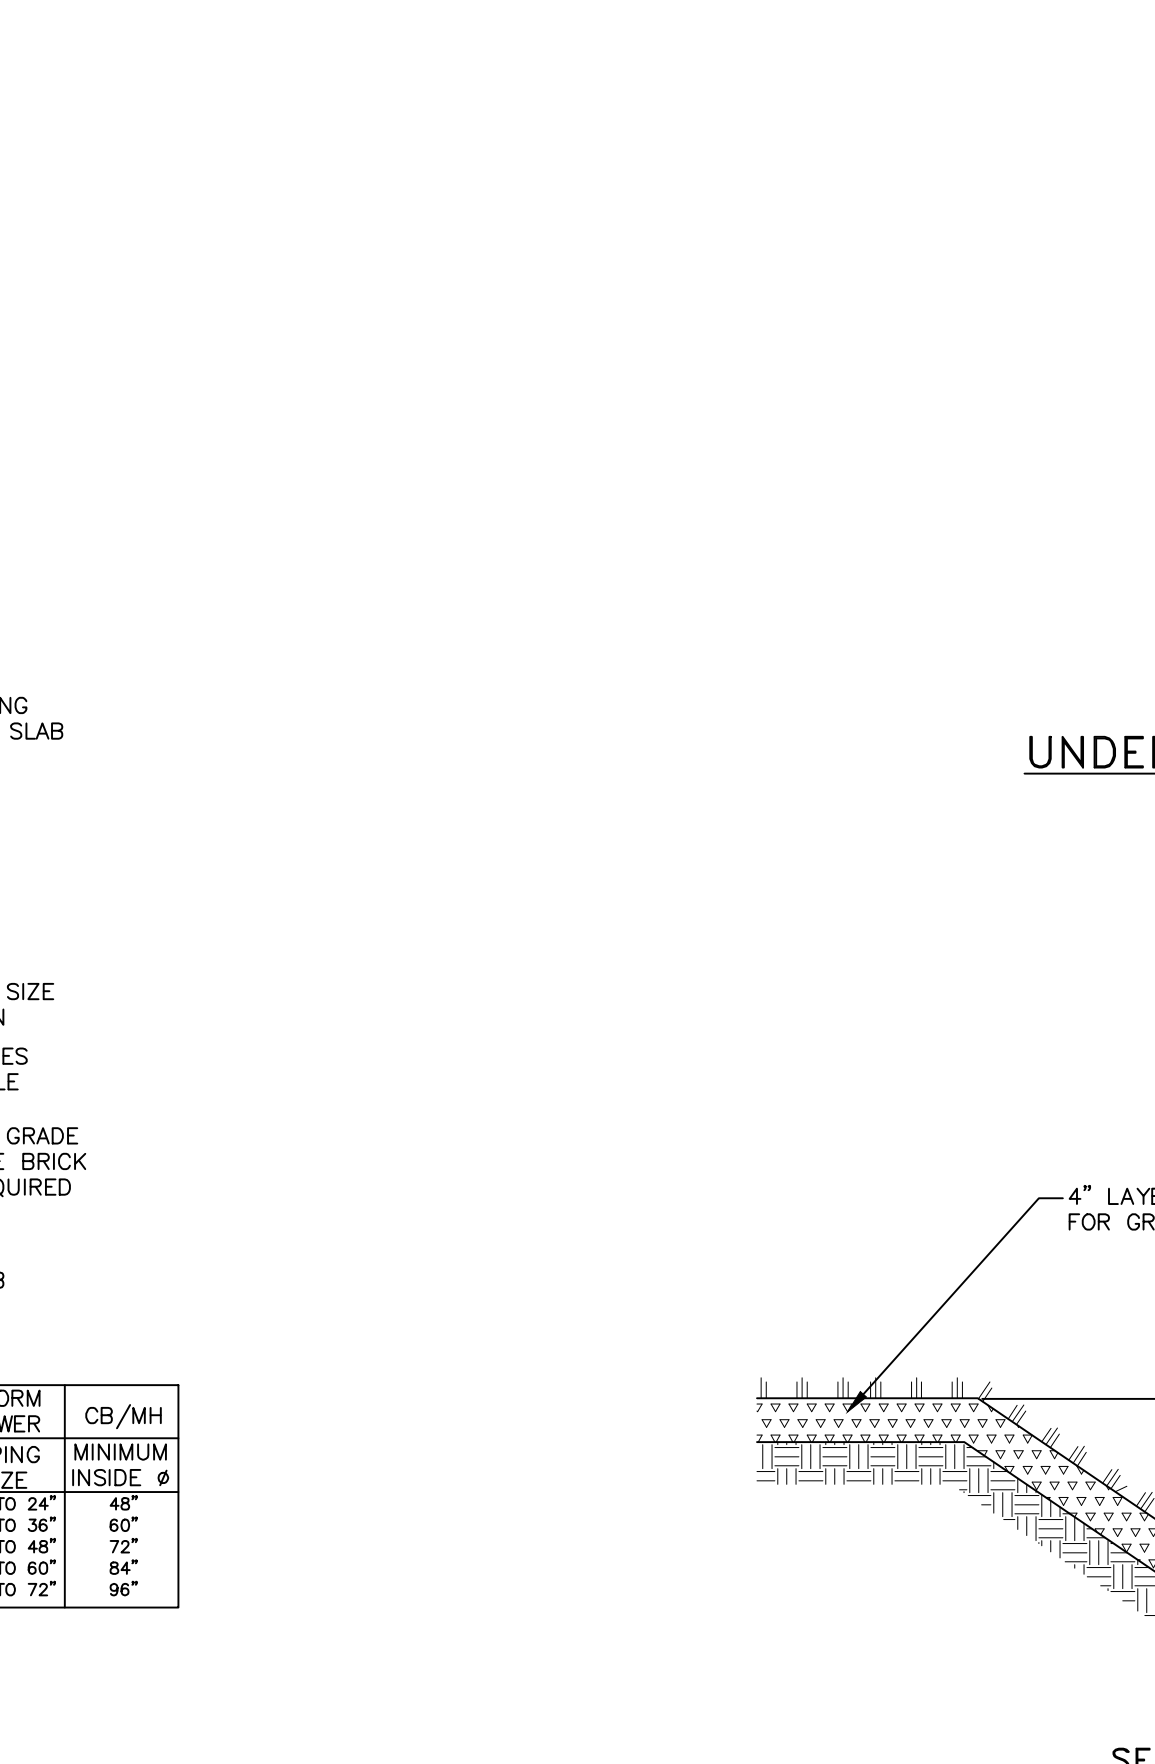 NG
SLAB
UNDE
SIZE
N
ES
LE
GRADE
E BRICK
QUIRED
4" LAYE
FOR GR
B
ORM
WER
CB/MH
PING
ZE
MINIMUM
INSIDE ø
TO 24" 48"
TO 36" 60"
TO 48" 72"
TO 60" 84"
TO 72" 96"
SE